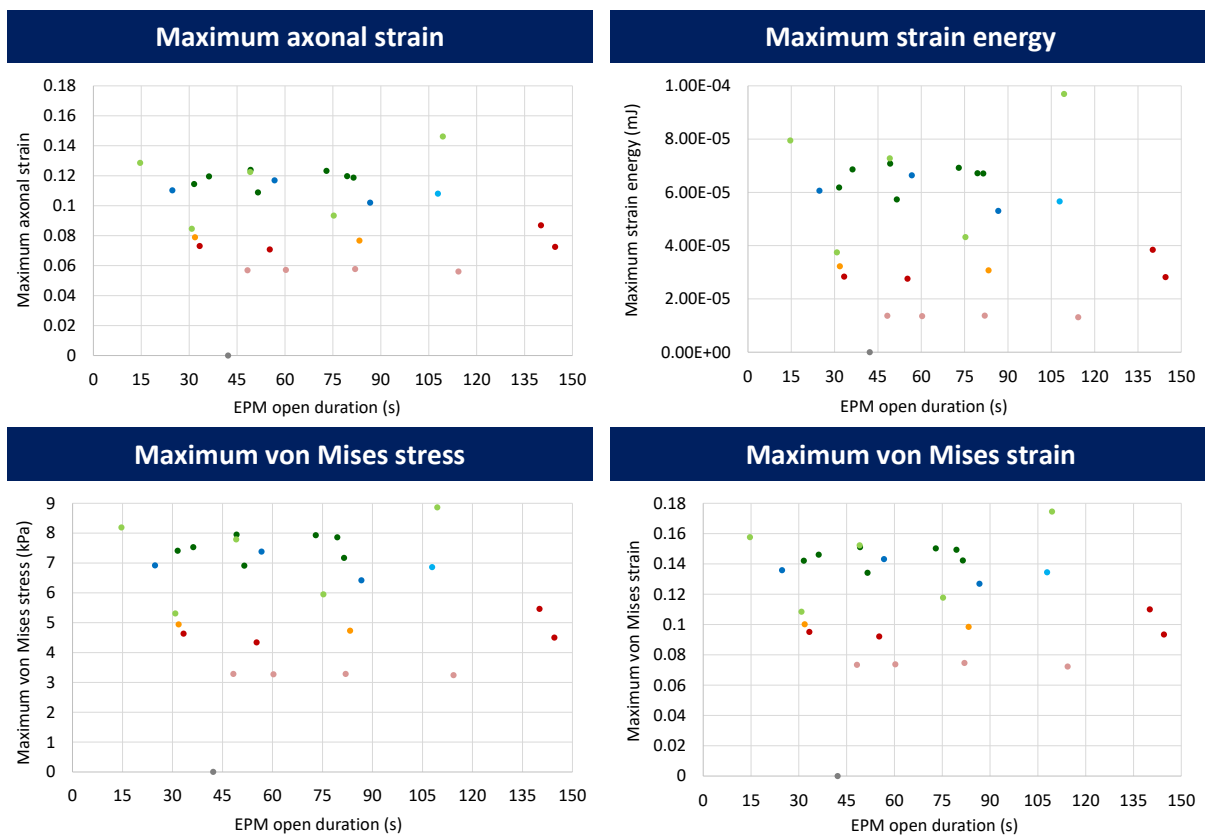 Maximum axonal strain
Maximum axonal strain
0.18
0.16
0.14
0.12
0.1
0.08
0.06
0.04
0.02
0
0 15 30 45 60 75 90 105 120 135 150
EPM open duration (s)
Maximum strain energy
Maximum strain energy (mJ)
1.00E-04
8.00E-05
6.00E-05
4.00E-05
2.00E-05
0.00E+00
0 15 30 45 60 75 90 105 120 135 150
EPM open duration (s)
Maximum von Mises stress
Maximum von Mises stress (kPa)
9
8
7
6
5
4
3
2
1
0
0 15 30 45 60 75 90 105 120 135 150
EPM open duration (s)
Maximum von Mises strain
Maximum von Mises strain
0.18
0.16
0.14
0.12
0.1
0.08
0.06
0.04
0.02
0
0 15 30 45 60 75 90 105 120 135 150
EPM open duration (s)